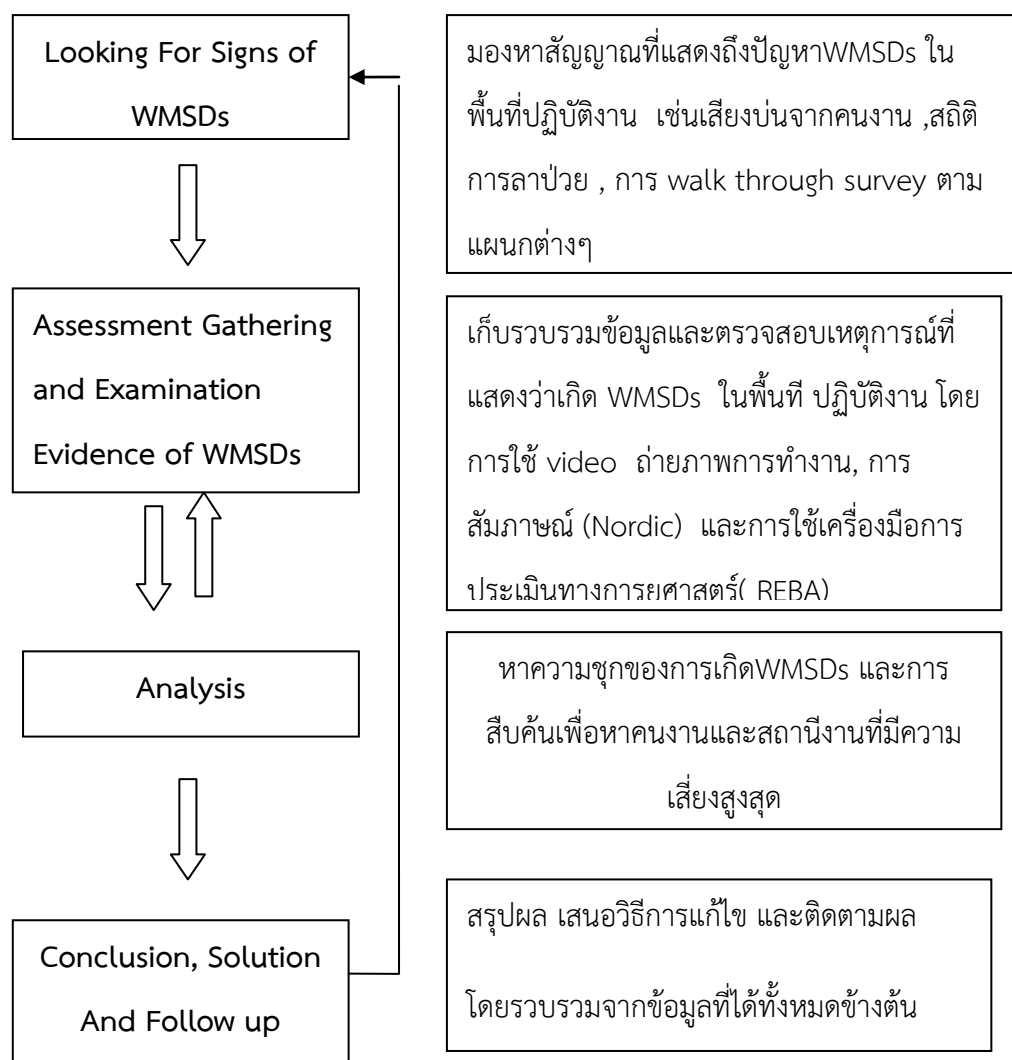 Looking For Signs of
WMSDs
มองหาสัญญาณที่แสดงถึงปัญหาWMSDs ใน
พื้นที่ปฏิบัติงาน เช่นเสียงบ่นจากคนงาน ,สถิติ
การลาป่วย , การ walk through survey ตาม
แผนกต่างๆ
Assessment Gathering
and Examination
Evidence of WMSDs
เก็บรวบรวมข้อมูลและตรวจสอบเหตุการณ์ที่
แสดงว่าเกิด WMSDs ในพื้นที ปฏิบัติงาน โดย
การใช้ video ถ่ายภาพการทำงาน, การ
สัมภาษณ์ (Nordic) และการใช้เครื่องมือการ
ประเมินทางการยศาสตร์( REBA)
Analysis
หาความชุกของการเกิดWMSDs และการ
สืบค้นเพื่อหาคนงานและสถานีงานที่มีความ
เสี่ยงสูงสุด
Conclusion, Solution
And Follow up
สรุปผล เสนอวิธีการแก้ไข และติดตามผล
โดยรวบรวมจากข้อมูลที่ได้ทั้งหมดข้างต้น